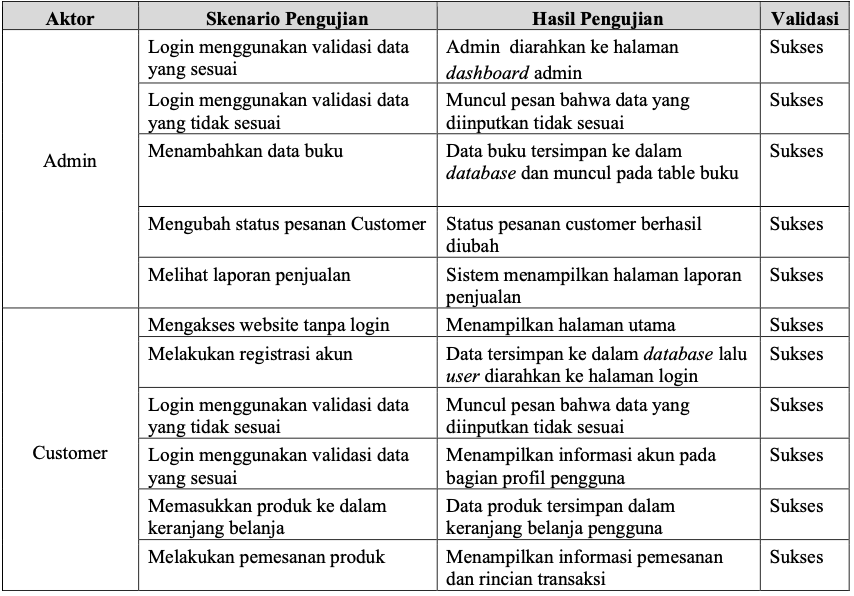 Aktor Skenario Pengujian Hasil Pengujian Validasi
Admin
Login menggunakan validasi data
yang sesuai
Admin diarahkan ke halaman
dashboard admin
Sukses
Login menggunakan validasi data
yang tidak sesuai
Muncul pesan bahwa data yang
diinputkan tidak sesuai
Sukses
Menambahkan data buku
Data buku tersimpan ke dalam
database dan muncul pada table buku
Sukses
Mengubah status pesanan Customer
Status pesanan customer berhasil
diubah
Sukses
Melihat laporan penjualan
Sistem menampilkan halaman laporan
penjualan
Sukses
Customer
Mengakses website tanpa login
Menampilkan halaman utama
Sukses
Melakukan registrasi akun
Data tersimpan ke dalam database lalu
user diarahkan ke halaman login
Sukses
Login menggunakan validasi data
yang tidak sesuai
Muncul pesan bahwa data yang
diinputkan tidak sesuai
Sukses
Login menggunakan validasi data
yang sesuai
Menampilkan informasi akun pada
bagian profil pengguna
Sukses
Memasukkan produk ke dalam
keranjang belanja
Data produk tersimpan dalam
keranjang belanja pengguna
Sukses
Melakukan pemesanan produk
Menampilkan informasi pemesanan
dan rincian transaksi
Sukses